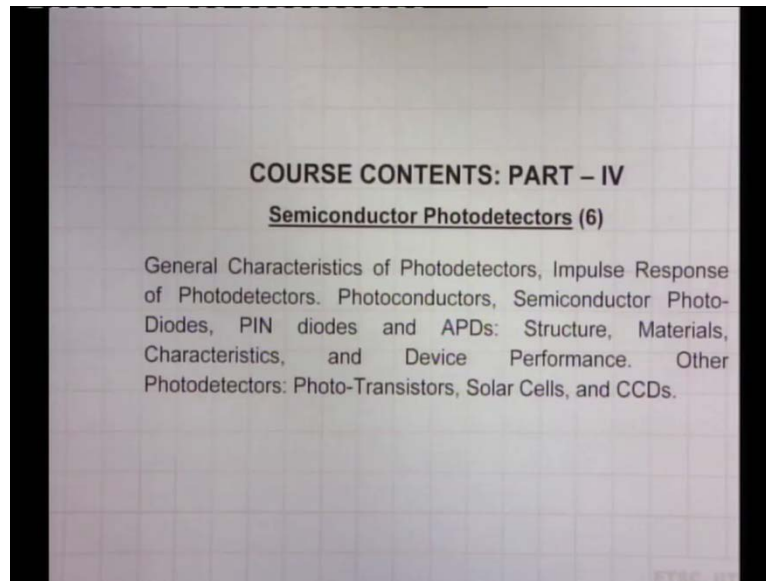 COURSE CONTENTS: PART – IV
Semiconductor Photodetectors (6)
General Characteristics of Photodetectors, Impulse Response
of Photodetectors. Photoconductors, Semiconductor Photo-
Diodes, PIN diodes and APDs: Structure, Materials,
Characteristics, and Device Performance. Other
Photodetectors: Photo-Transistors, Solar Cells, and CCDs.